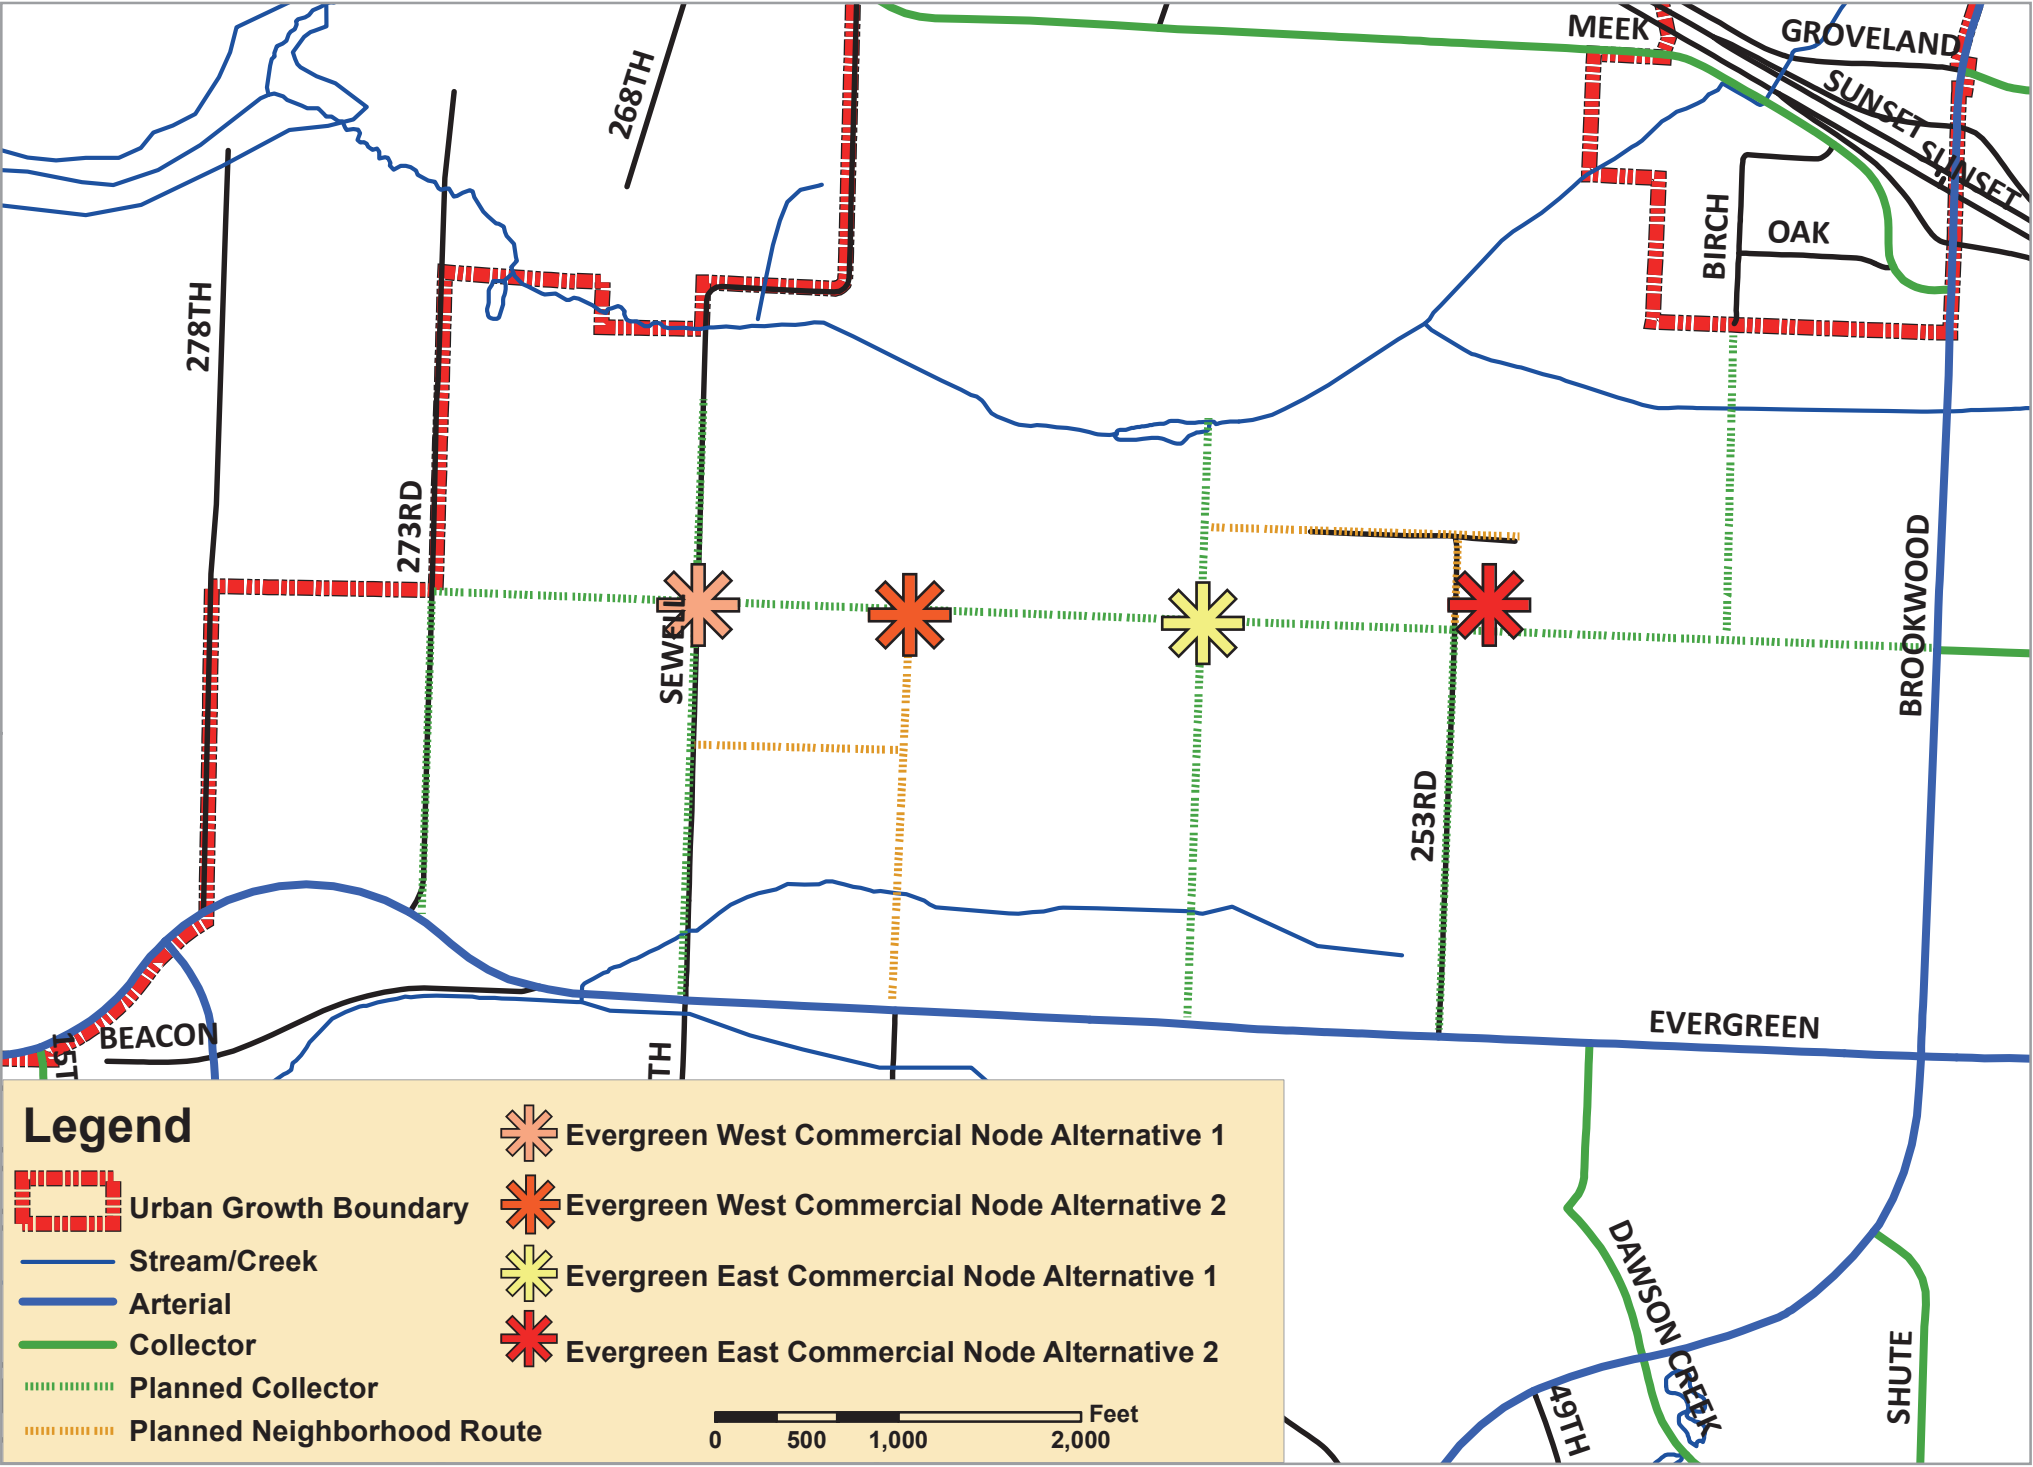 MEEK
GROVELAND
SUNSET
SUNSET
268TH
BIRCH
OAK
278TH
273RD
SEWELL
BROOKWOOD
253RD
EVERGREEN
BEACON
15T
TH
DAWSON CREEK
SHUTE
49TH
Legend
Urban Growth Boundary
Stream/Creek
Arterial
Collector
Planned Collector
Planned Neighborhood Route
Evergreen West Commercial Node Alternative 1
Evergreen West Commercial Node Alternative 2
Evergreen East Commercial Node Alternative 1
Evergreen East Commercial Node Alternative 2
Feet
0 500 1,000 2,000